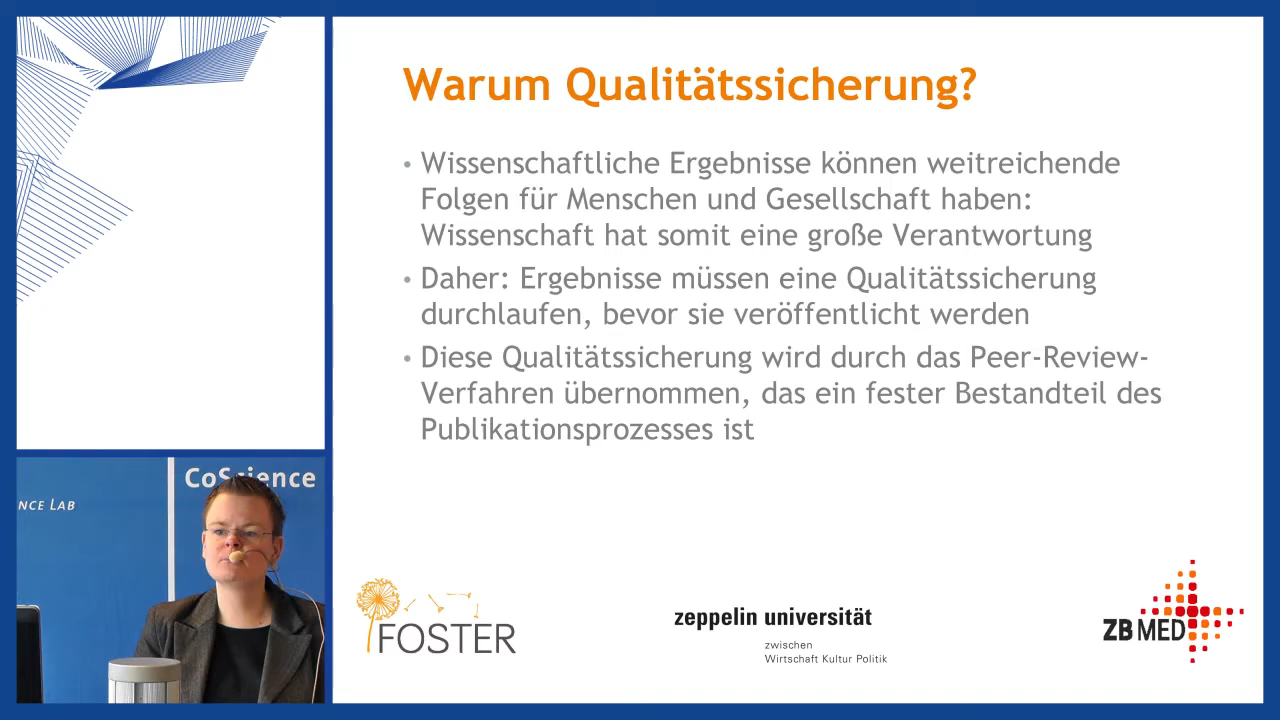 Warum Qualitätssicherung?
• Wissenschaftliche Ergebnisse können weitreichende
Folgen für Menschen und Gesellschaft haben:
Wissenschaft hat somit eine große Verantwortung
• Daher: Ergebnisse müssen eine Qualitätssicherung
durchlaufen, bevor sie veröffentlicht werden
• Diese Qualitätssicherung wird durch das Peer-Review-
Verfahren übernommen, das ein fester Bestandteil des
Publikationsprozesses ist
CoScience
NCE LAB
FOSTER
zeppelin universität
zwischen
Wirtschaft Kultur Politik
ZB MED